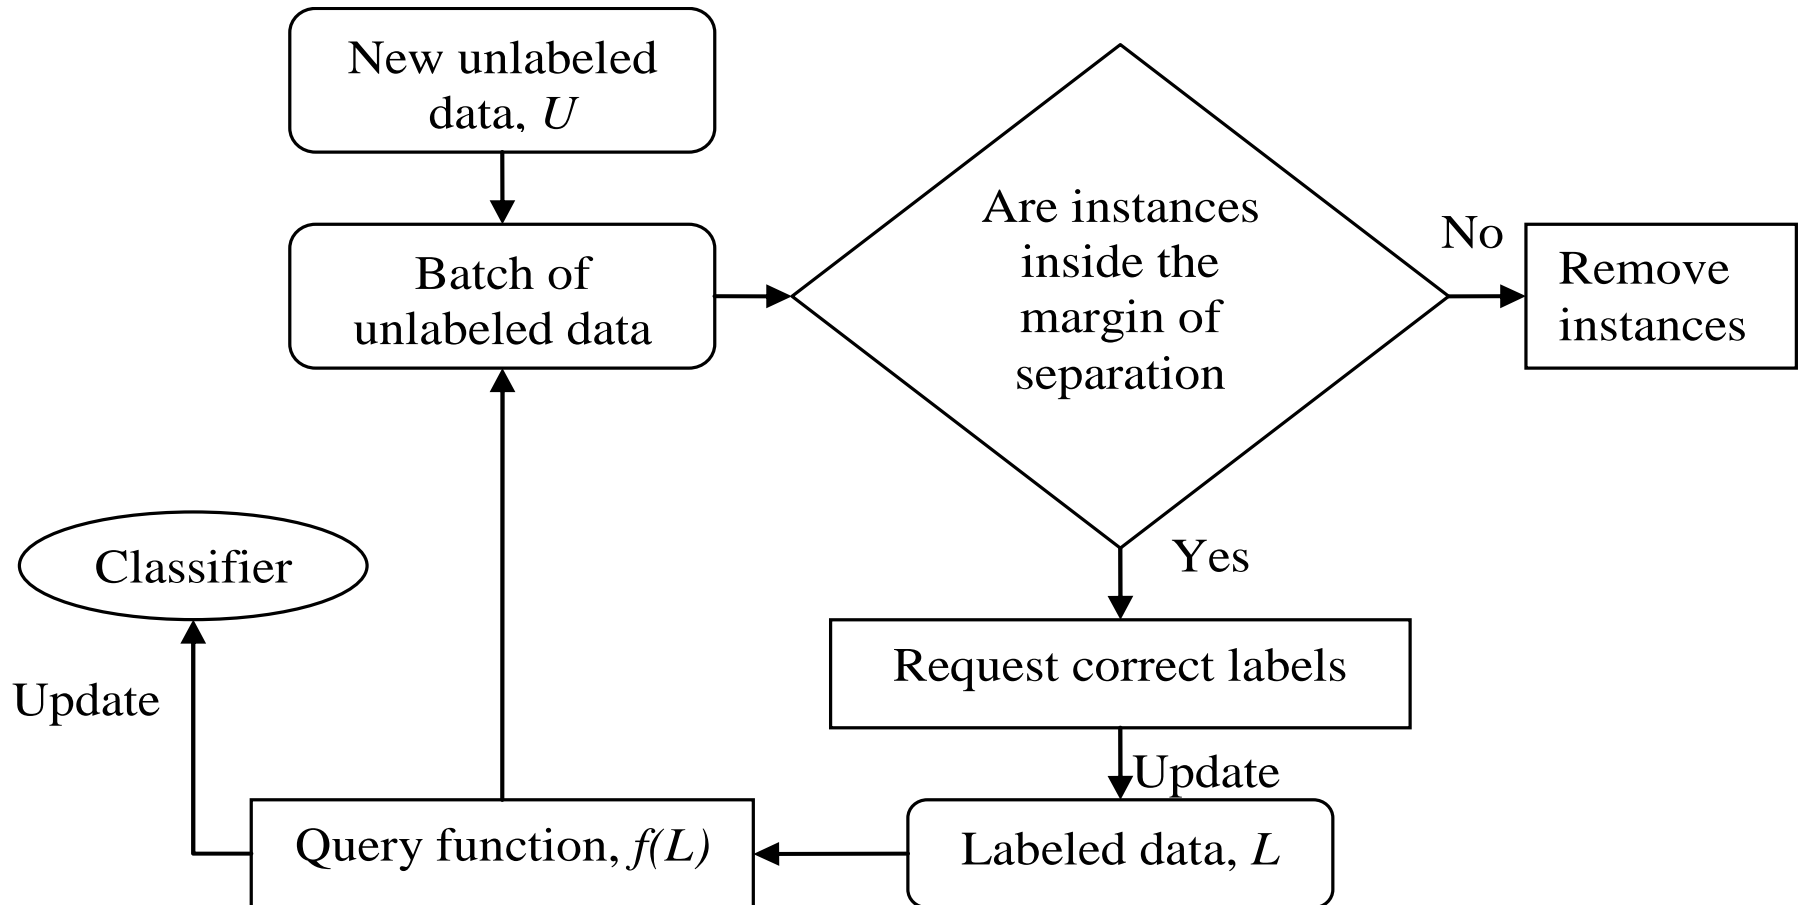 New unlabeled
data, U
Batch of
unlabeled data
Are instances
inside the
margin of
separation
No
Remove
instances
Yes
Request correct labels
Update
Labeled data, L
Query function, f(L)
Update
Classifier